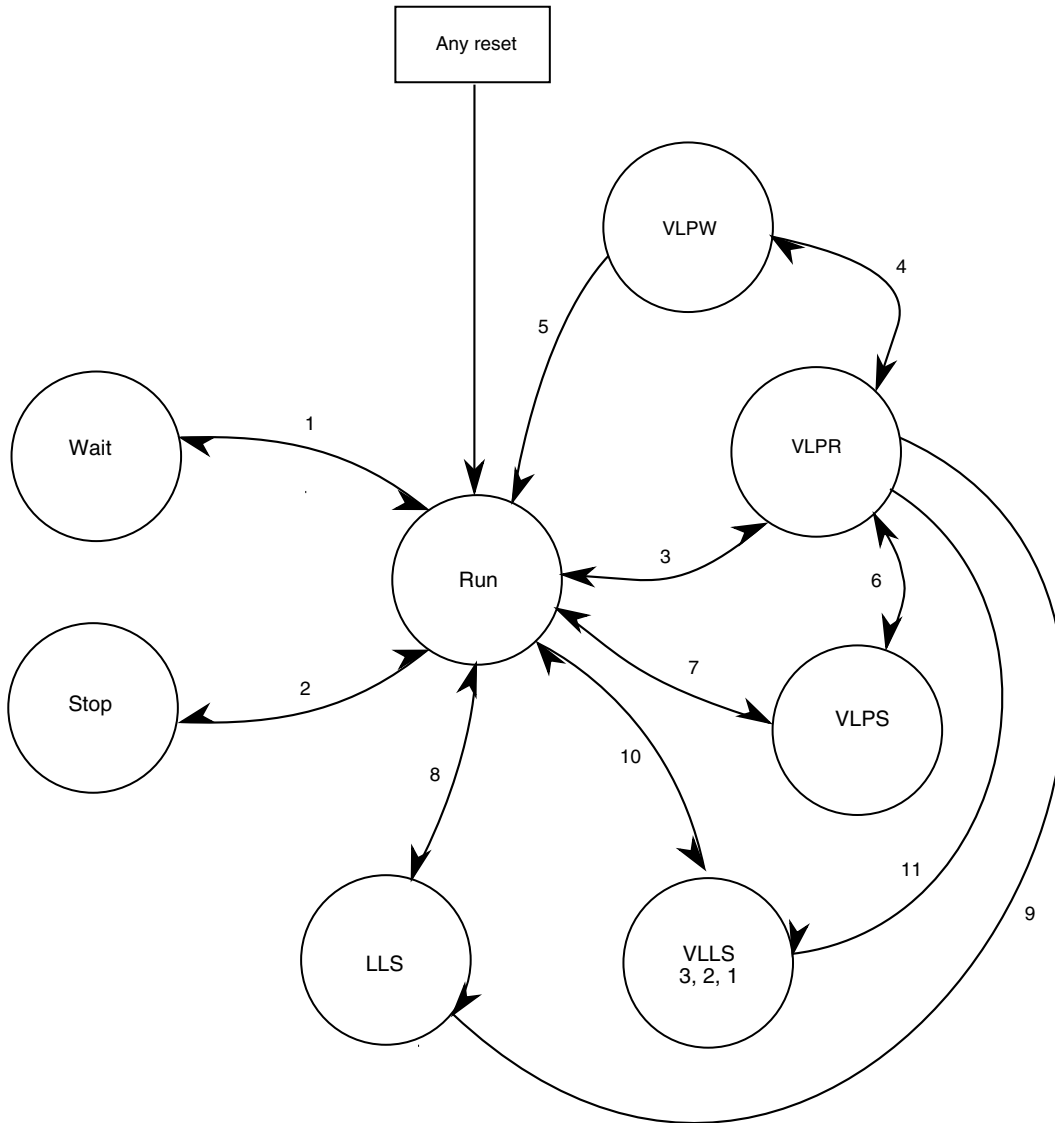 Any reset
VLPW
4
5
Wait
1
VLPR
3
Run
6
Stop
2
7
VLPS
10
8
11
9
LLS
VLLS
3, 2, 1